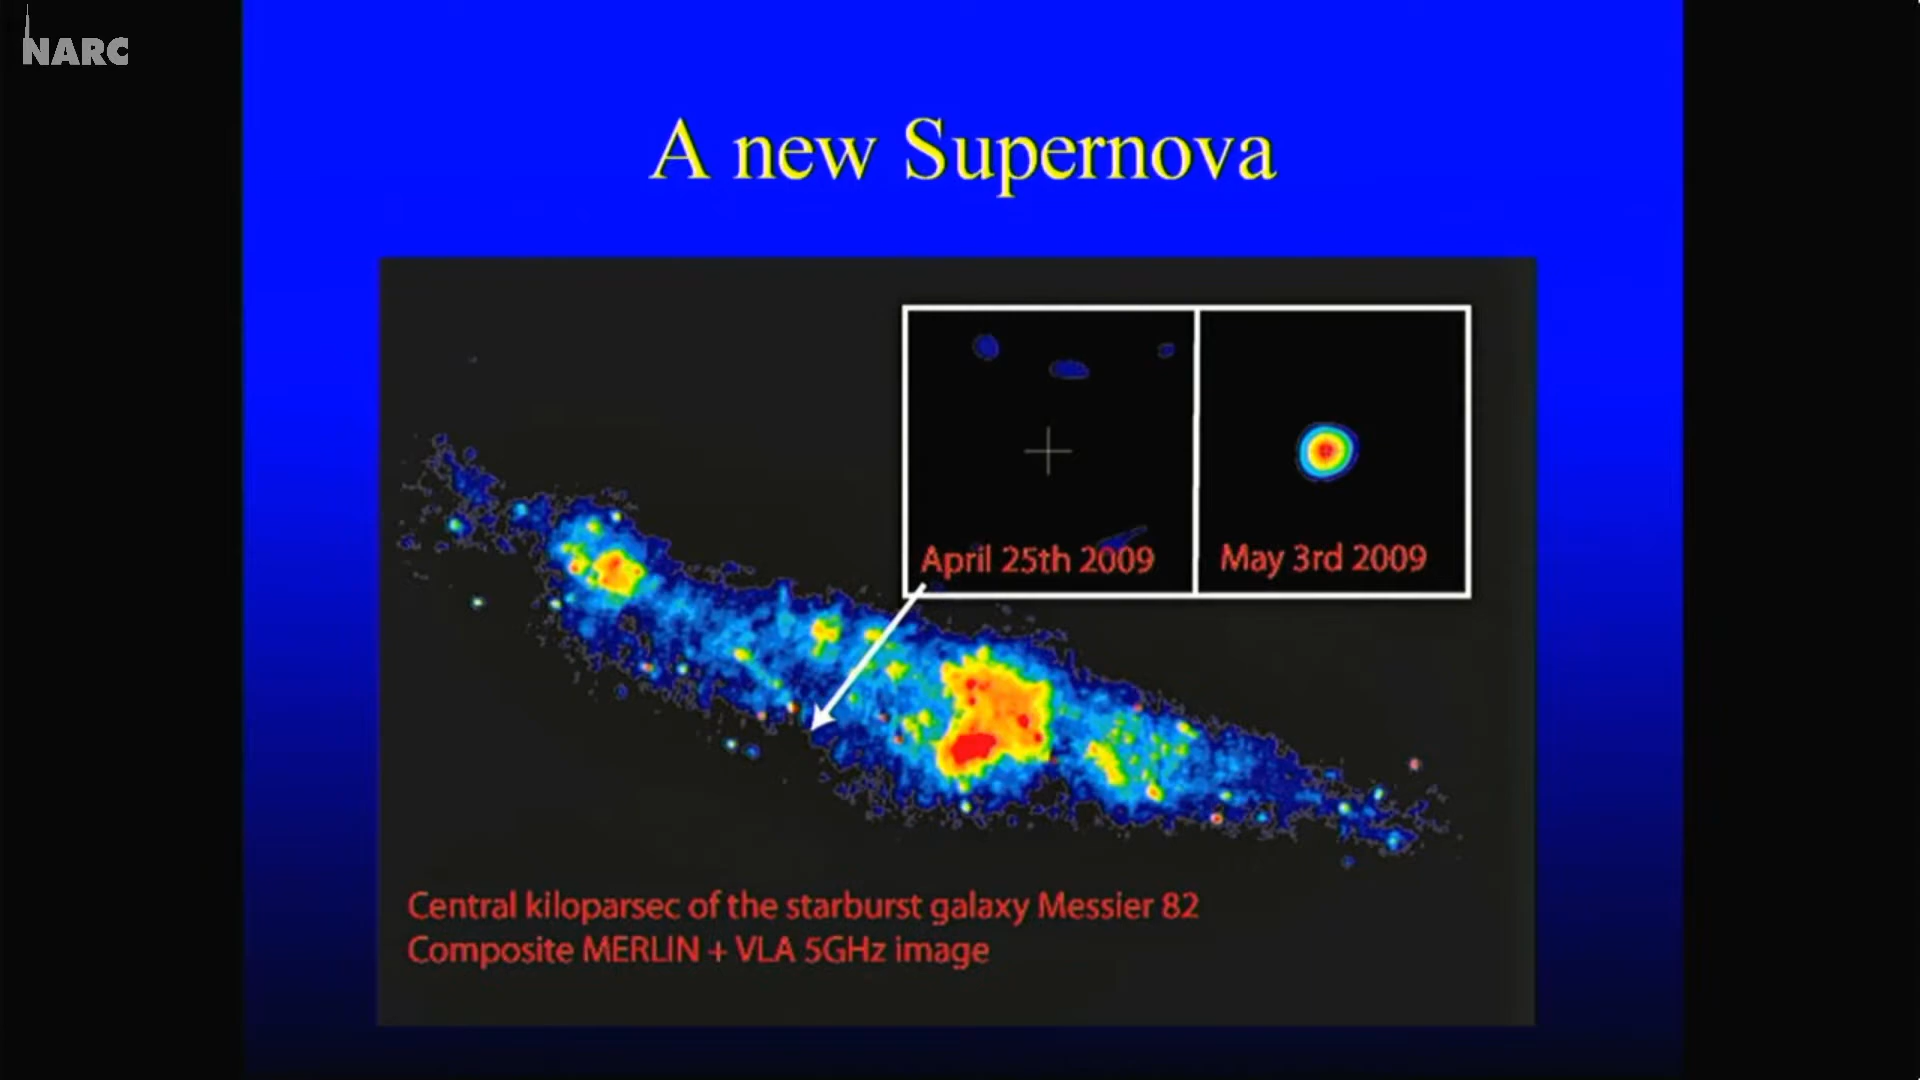 NARC
A new Supernova
April 25th 2009
May 3rd 2009
Central kiloparsec of the starburst galaxy Messier 82
Composite MERLIN + VLA 5GHz image